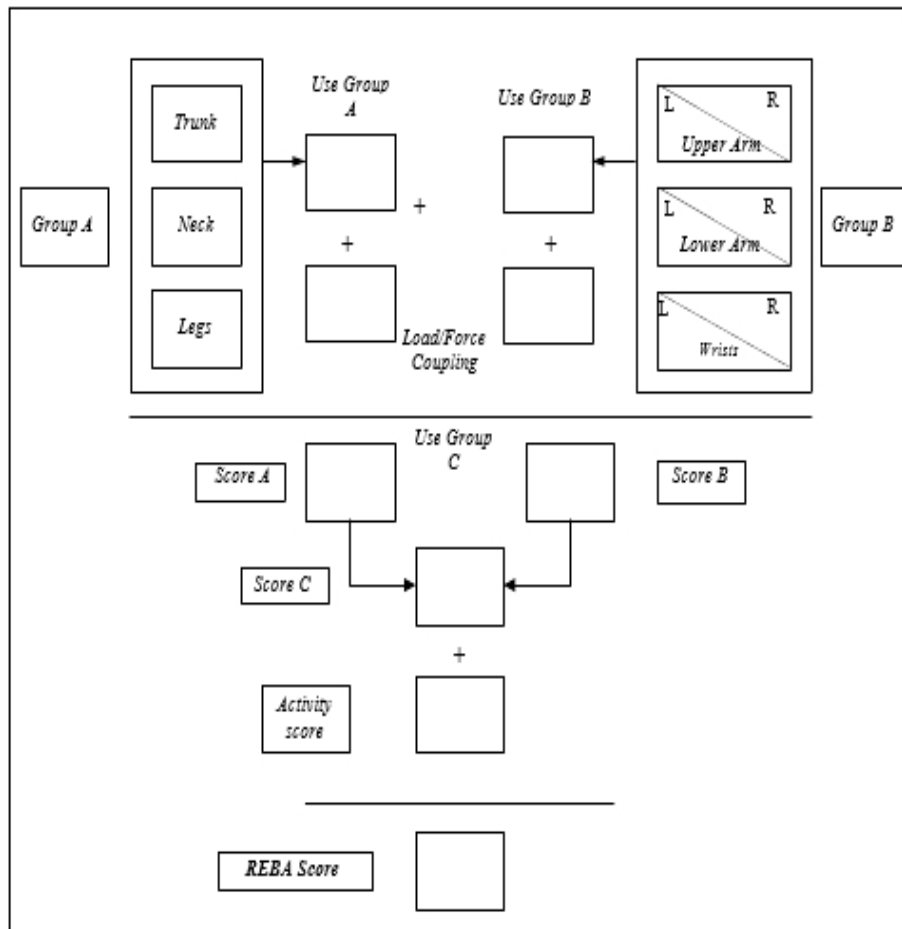 Use Group
A
Use Group B
Trunk
L
R
Upper Arm
Group A
Neck
+
+
+
L
R
Lower Arm
Group B
Legs
Load/Force
Coupling
L
R
Wrists
Use Group
C
Score A
Score B
Score C
+
Activity
score
REBA Score